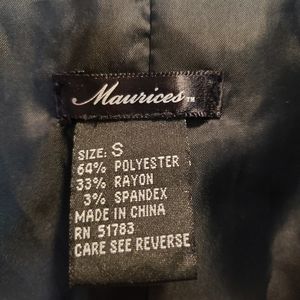 Maurices™
SIZE: S
64% POLYESTER
33% RAYON
3% SPANDEX
MADE IN CHINA
RN 51783
CARE SEE REVERSE